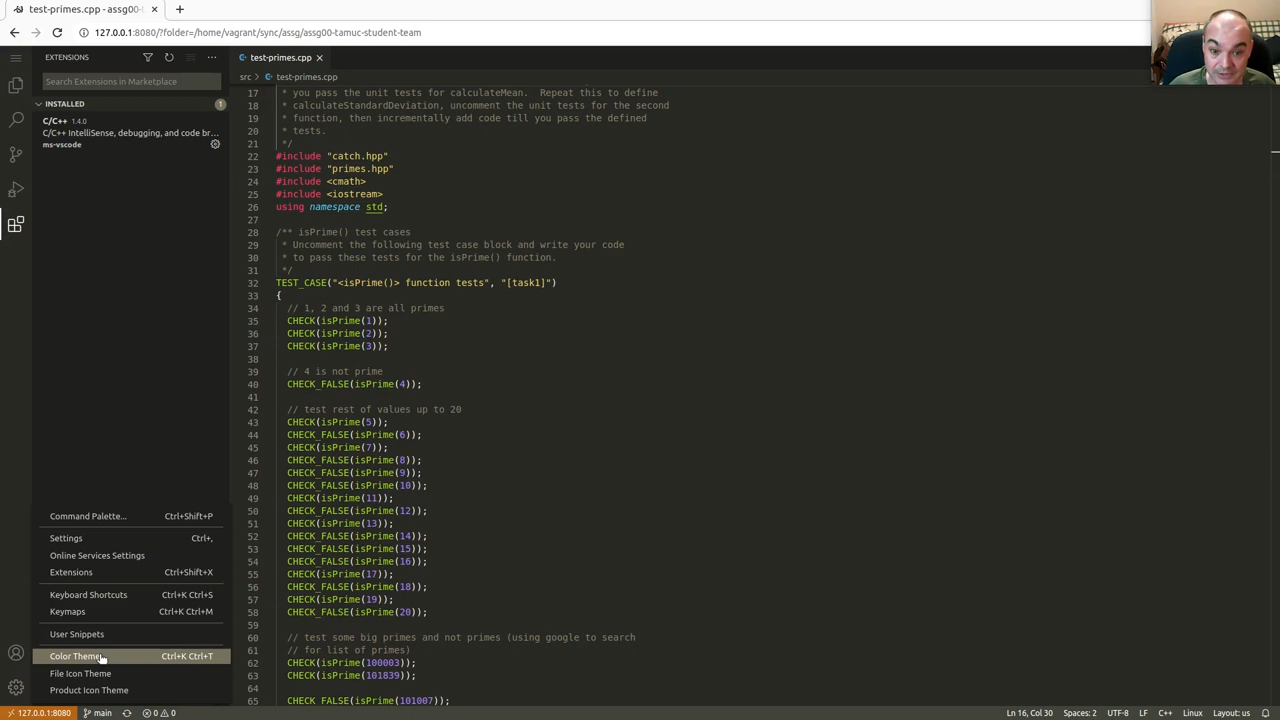 test-primes.cpp - assg00-
127.0.0.1:8080/?folder=/home/vagrant/sync/assg/assg00-tamuc-student-team
EXTENSIONS
Search Extensions in Marketplace
INSTALLED
1
C/C++ 1.4.0
C/C++ IntelliSense, debugging, and code br...
ms-vscode
Command Palette... Ctrl+Shift+P
Settings Ctrl+,
Online Services Settings
Extensions Ctrl+Shift+X
Keyboard Shortcuts Ctrl+K Ctrl+S
Keymaps Ctrl+K Ctrl+M
User Snippets
Color Theme Ctrl+K Ctrl+T
File Icon Theme
Product Icon Theme
test-primes.cpp
src > test-primes.cpp
17 * you pass the unit tests for calculateMean. Repeat this to define
18 * calculateStandardDeviation, uncomment the unit tests for the second
19 * function, then incrementally add code till you pass the defined
20 * tests.
21 */
22 #include "catch.hpp"
23 #include "primes.hpp"
24 #include <cmath>
25 #include <iostream>
26 using namespace std;
27
28 /** isPrime() test cases
29 * Uncomment the following test case block and write your code
30 * to pass these tests for the isPrime() function.
31 */
32 TEST_CASE("<isPrime()> function tests", "[task1]")
33 {
34 // 1, 2 and 3 are all primes
35 CHECK(isPrime(1));
36 CHECK(isPrime(2));
37 CHECK(isPrime(3));
38
39 // 4 is not prime
40 CHECK_FALSE(isPrime(4));
41
42 // test rest of values up to 20
43 CHECK(isPrime(5));
44 CHECK_FALSE(isPrime(6));
45 CHECK(isPrime(7));
46 CHECK_FALSE(isPrime(8));
47 CHECK_FALSE(isPrime(9));
48 CHECK_FALSE(isPrime(10));
49 CHECK(isPrime(11));
50 CHECK_FALSE(isPrime(12));
51 CHECK(isPrime(13));
52 CHECK_FALSE(isPrime(14));
53 CHECK_FALSE(isPrime(15));
54 CHECK_FALSE(isPrime(16));
55 CHECK(isPrime(17));
56 CHECK_FALSE(isPrime(18));
57 CHECK(isPrime(19));
58 CHECK_FALSE(isPrime(20));
59
60 // test some big primes and not primes (using google to search
61 // for list of primes)
62 CHECK(isPrime(100003));
63 CHECK(isPrime(101839));
64
65 CHECK_FALSE(isPrime(101007));
127.0.0.1:8080 main 0 0 Ln 16, Col 30 Spaces: 2 UTF-8 LF C++ Linux Layout: us